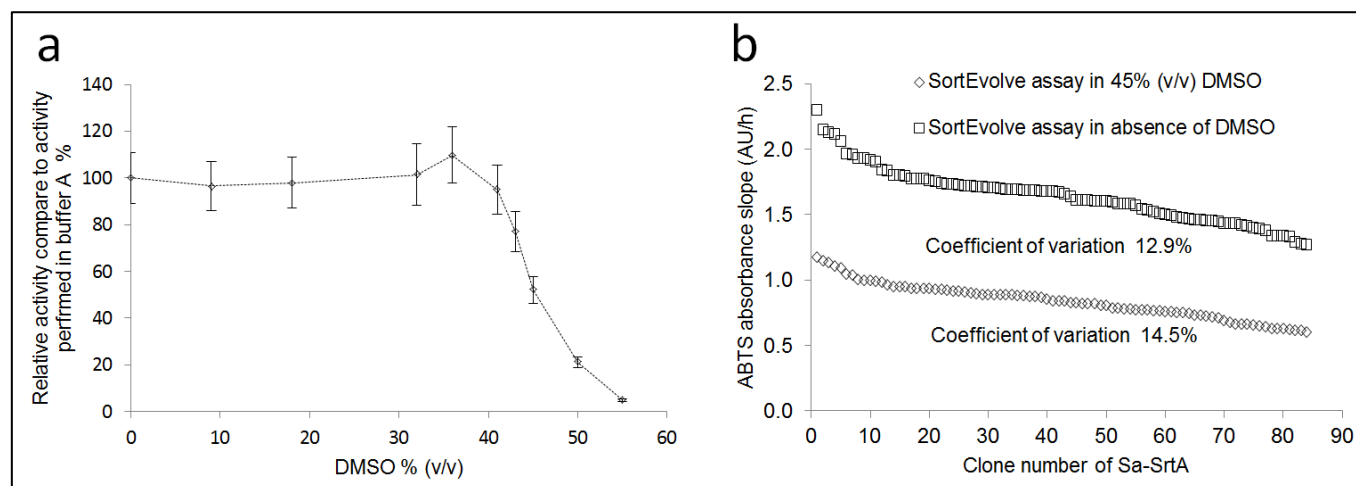 a
Relative activity compare to activity
perfrmed in buffer A %
140
120
100
80
60
40
20
0
0
10
20
30
40
50
60
DMSO % (v/v)
b
SortEvolve assay in 45% (v/v) DMSO
SortEvolve assay in absence of DMSO
ABTS absorbance slope (AU/h)
2.5
2.0
1.5
1.0
0.5
0.0
Coefficient of variation 12.9%
Coefficient of variation 14.5%
0
10
20
30
40
50
60
70
80
90
Clone number of Sa-SrtA